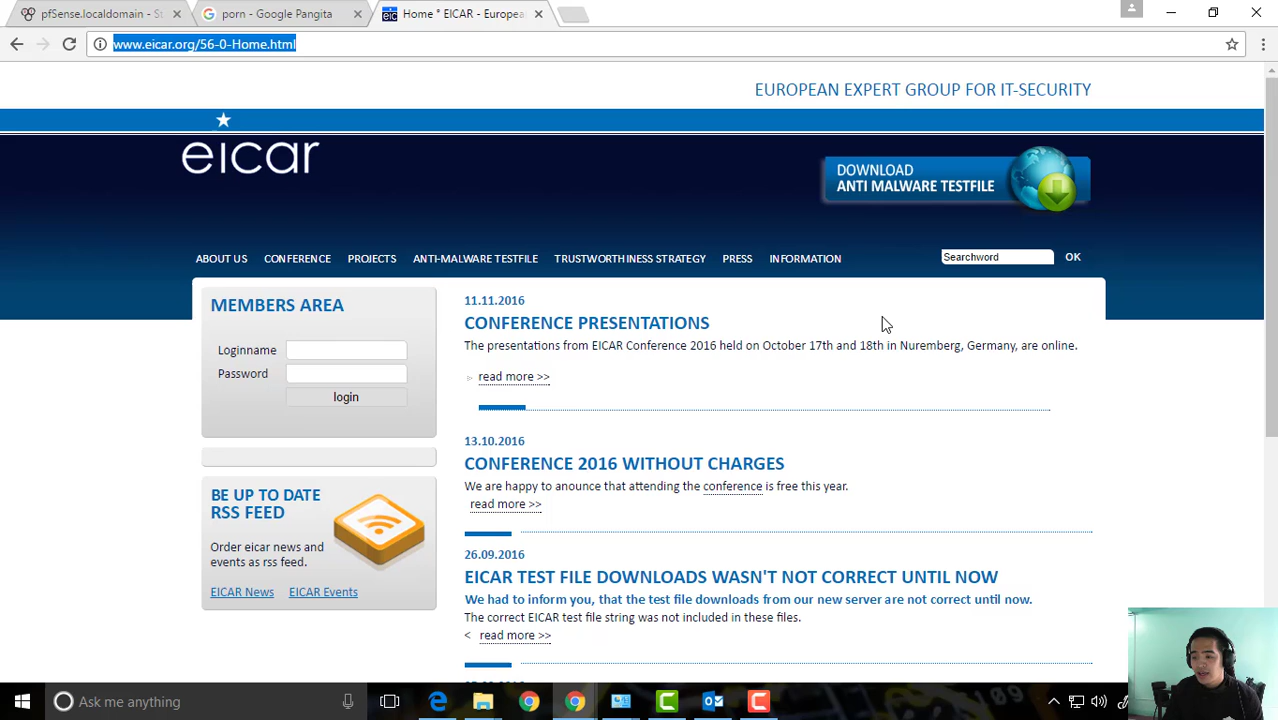 pfSense.localdomain - St
porn - Google Pangita
Home * EICAR - Europea
www.eicar.org/56-0-Home.html
EUROPEAN EXPERT GROUP FOR IT-SECURITY
eicar
DOWNLOAD
ANTI MALWARE TESTFILE
ABOUT US CONFERENCE PROJECTS ANTI-MALWARE TESTFILE TRUSTWORTHINESS STRATEGY PRESS INFORMATION Searchword OK
MEMBERS AREA
Loginname
Password
login
BE UP TO DATE
RSS FEED
Order eicar news and
events as rss feed.
EICAR News EICAR Events
11.11.2016
CONFERENCE PRESENTATIONS
The presentations from EICAR Conference 2016 held on October 17th and 18th in Nuremberg, Germany, are online.
read more >>
13.10.2016
CONFERENCE 2016 WITHOUT CHARGES
We are happy to anounce that attending the conference is free this year.
read more >>
26.09.2016
EICAR TEST FILE DOWNLOADS WASN'T NOT CORRECT UNTIL NOW
We had to inform you, that the test file downloads from our new server are not correct until now.
The correct EICAR test file string was not included in these files.
< read more >>
Ask me anything